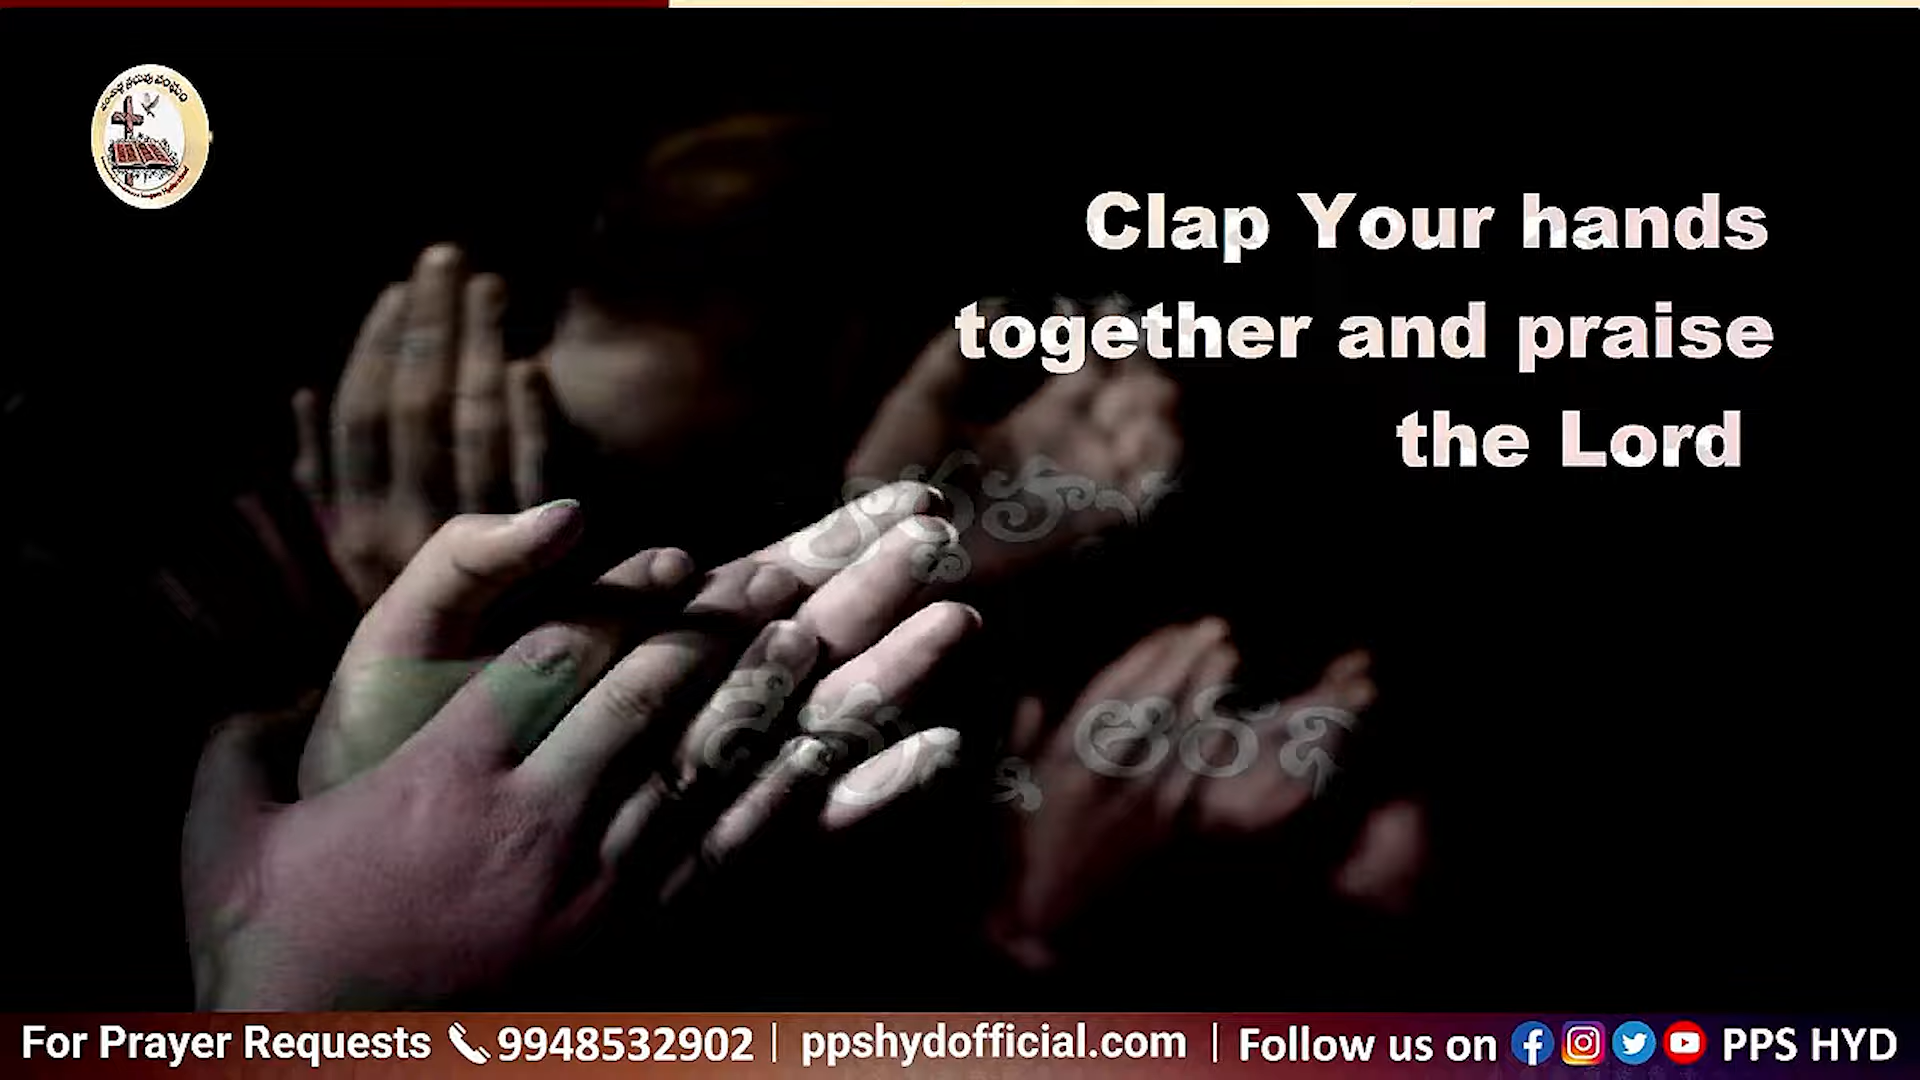 Clap Your hands
together and praise
the Lord
ఆరా
For Prayer Requests 9948532902 | ppshydofficial.com | Follow us on PPS HYD